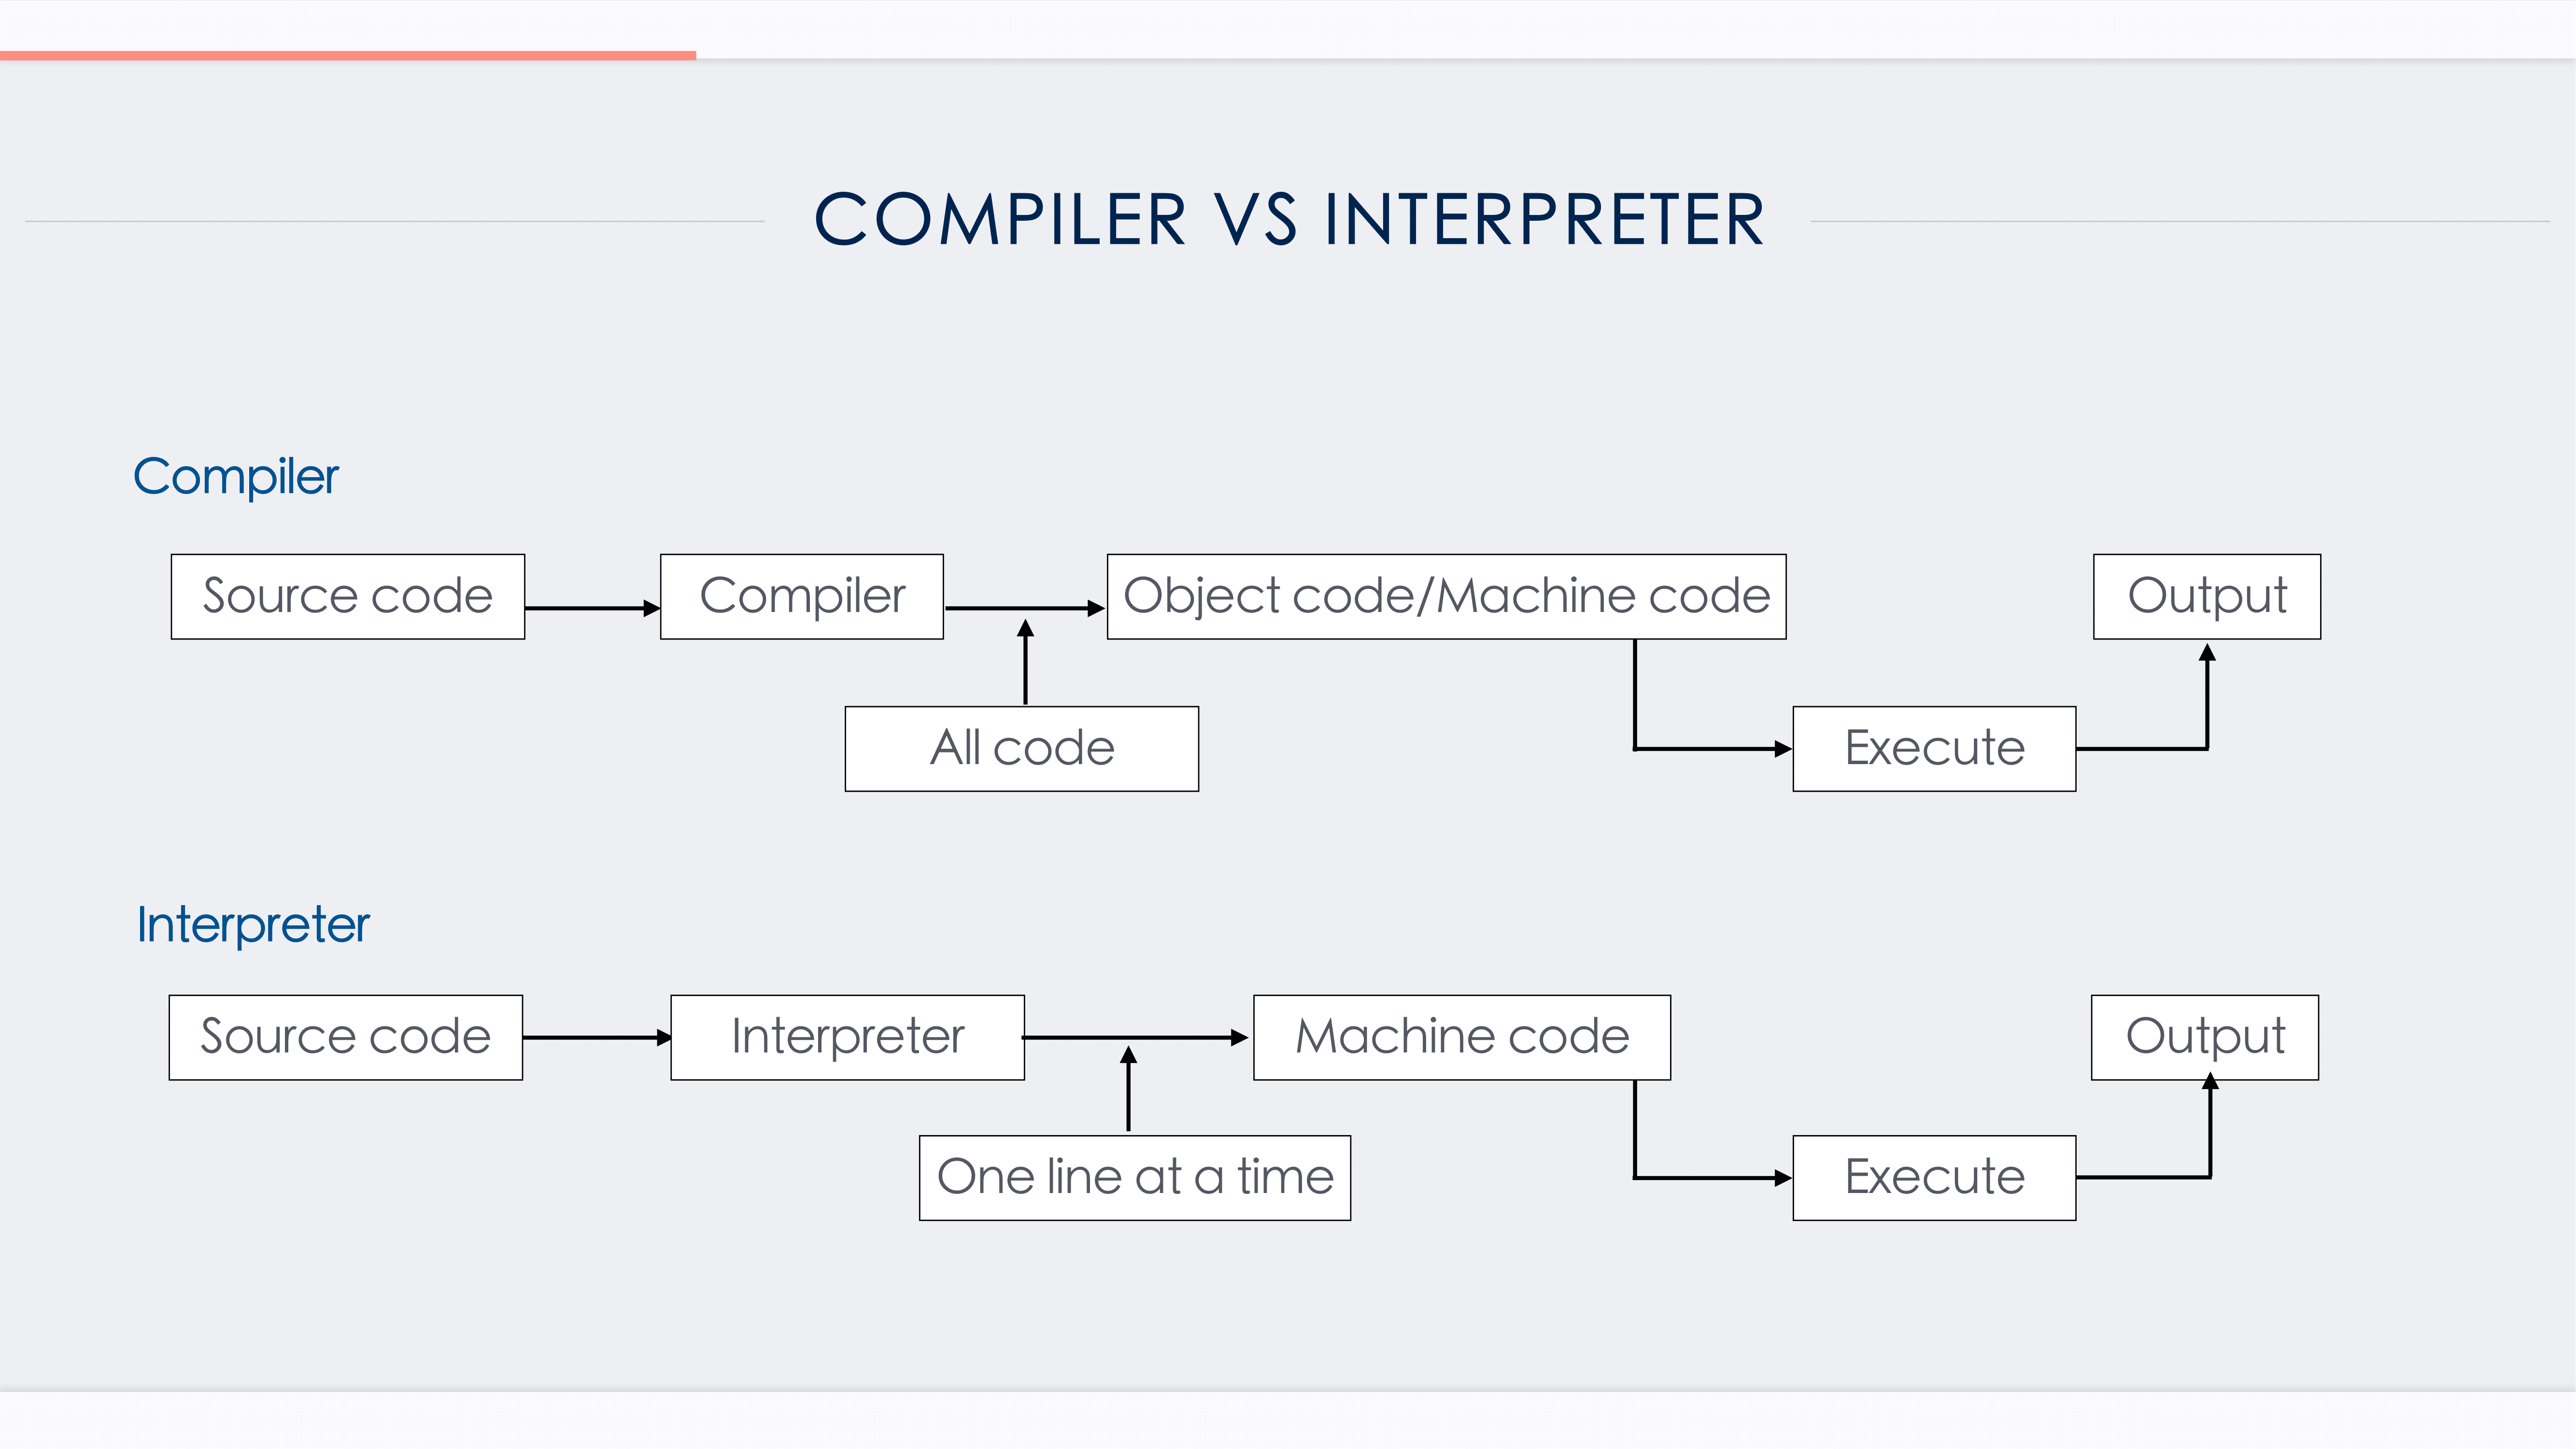 COMPILER VS INTERPRETER
Compiler
Source code
Compiler
Object code/Machine code
Output
All code
Execute
Interpreter
Source code
Interpreter
Machine code
Output
One line at a time
Execute